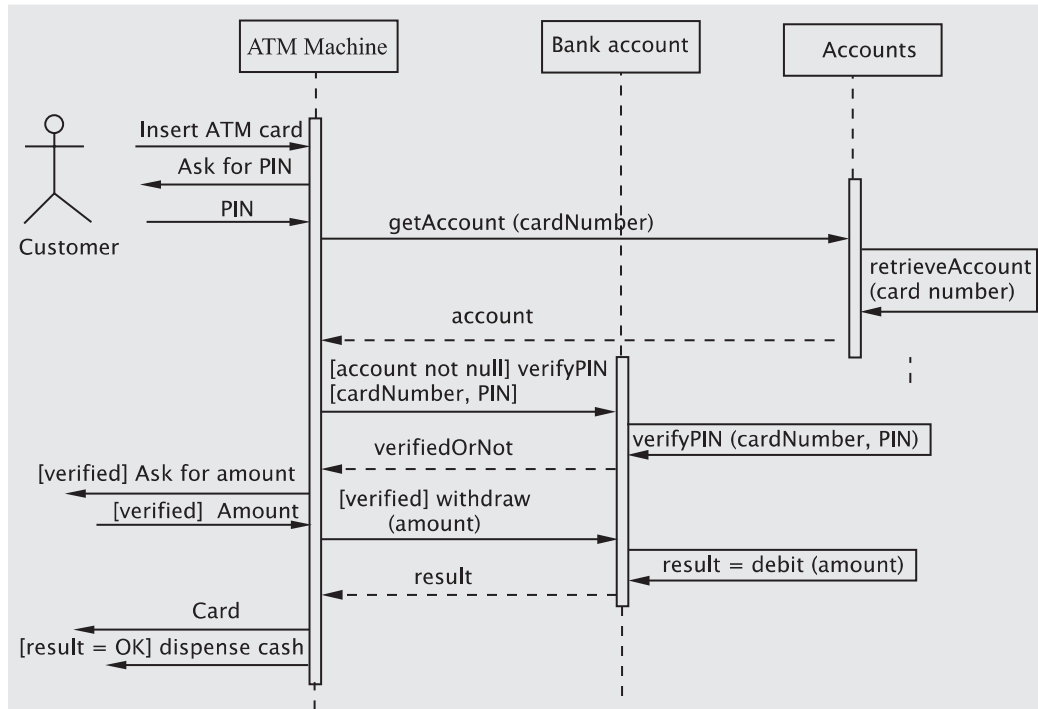 ATM Machine
Bank account
Accounts
Insert ATM card
Ask for PIN
PIN
Customer
getAccount (cardNumber)
retrieveAccount
(card number)
account
[account not null] verifyPIN
[cardNumber, PIN]
verifyPIN (cardNumber, PIN)
verifiedOrNot
[verified] Ask for amount
[verified] Amount
[verified] withdraw
(amount)
result = debit (amount)
result
Card
[result = OK] dispense cash